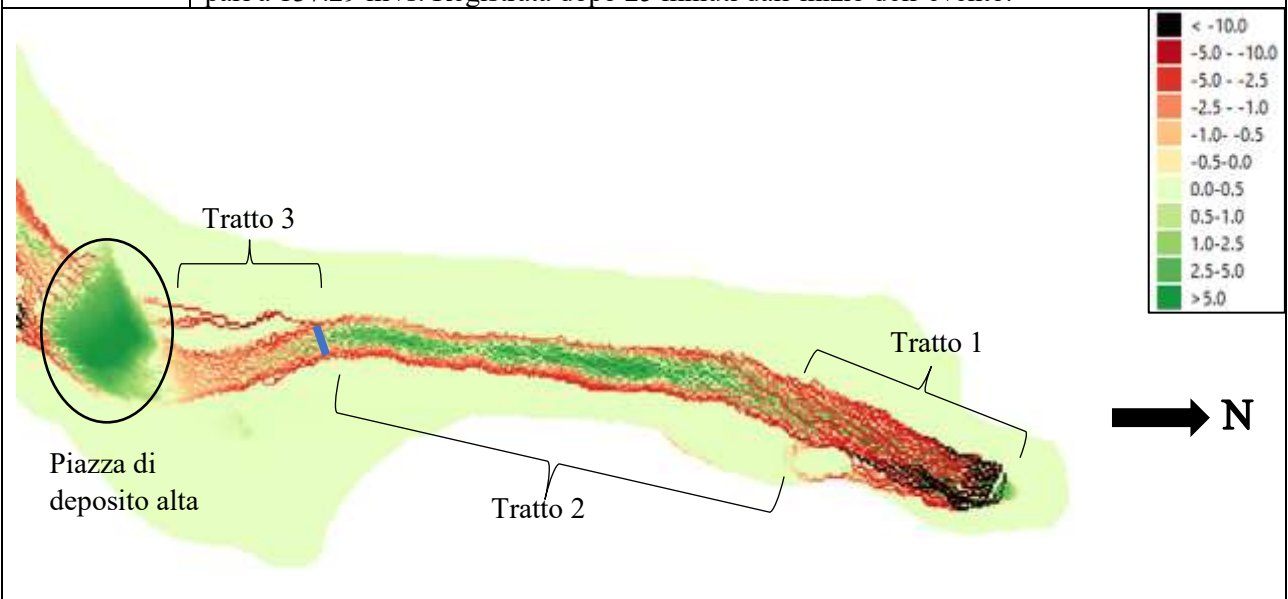 < -10.0
-5.0 - -10.0
-5.0 - -2.5
-2.5 - -1.0
-1.0- -0.5
-0.5-0.0
0.0-0.5
0.5-1.0
1.0-2.5
2.5-5.0
>5.0
Tratto 3
Tratto 1
N
Piazza di
deposito alta
Tratto 2